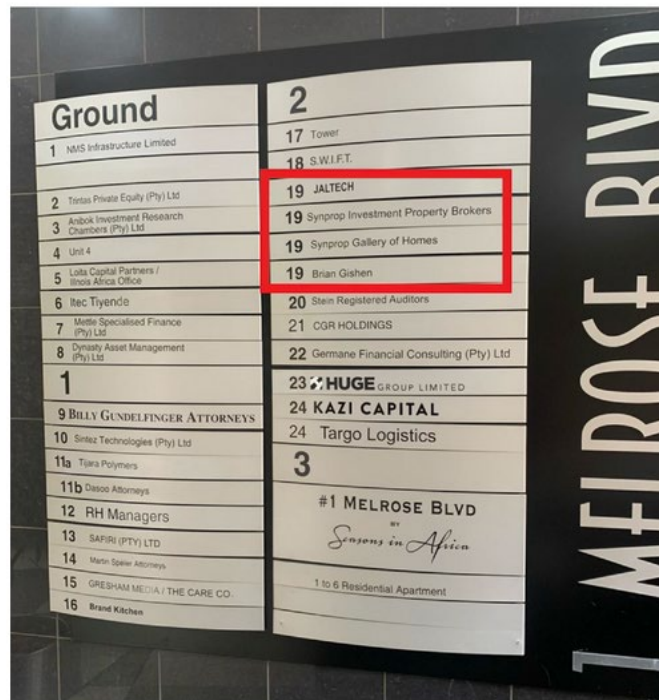 Ground
1 NMS Infrastructure Limited
2 Trintas Private Equity (Pty) Ltd
3 Anibok Investment Research
Chambers (Pty) Ltd
4 Unit 4
5 Loita Capital Partners /
Ilinois Africa Office
6 Itec Tiyende
7 Mettle Specialised Finance
(Pty) Ltd
8 Dynasty Asset Management
(Pty) Ltd
1
9 BILLY GUNDELFINGER ATTORNEYS
10 Sintez Technologies (Pty) Ltd
11a Tijara Polymers
11b Dasoo Attorneys
12 RH Managers
13 SAFIRI (PTY) LTD
14 Martin Speier Attorneys
15 GRESHAM MEDIA / THE CARE CO.
16 Brand Kitchen
2
17 Tower
18 S.W.I.F.T.
19 JALTECH
19 Synprop Investment Property Brokers
19 Synprop Gallery of Homes
19 Brian Gishen
20 Stein Registered Auditors
21 CGR HOLDINGS
22 Germane Financial Consulting (Pty) Ltd
23 HUGE GROUP LIMITED
24 KAZI CAPITAL
24 Targo Logistics
3
#1 MELROSE BLVD
BY
Seasons in Africa
1 to 6 Residential Apartment
1 MELROSE BLVD